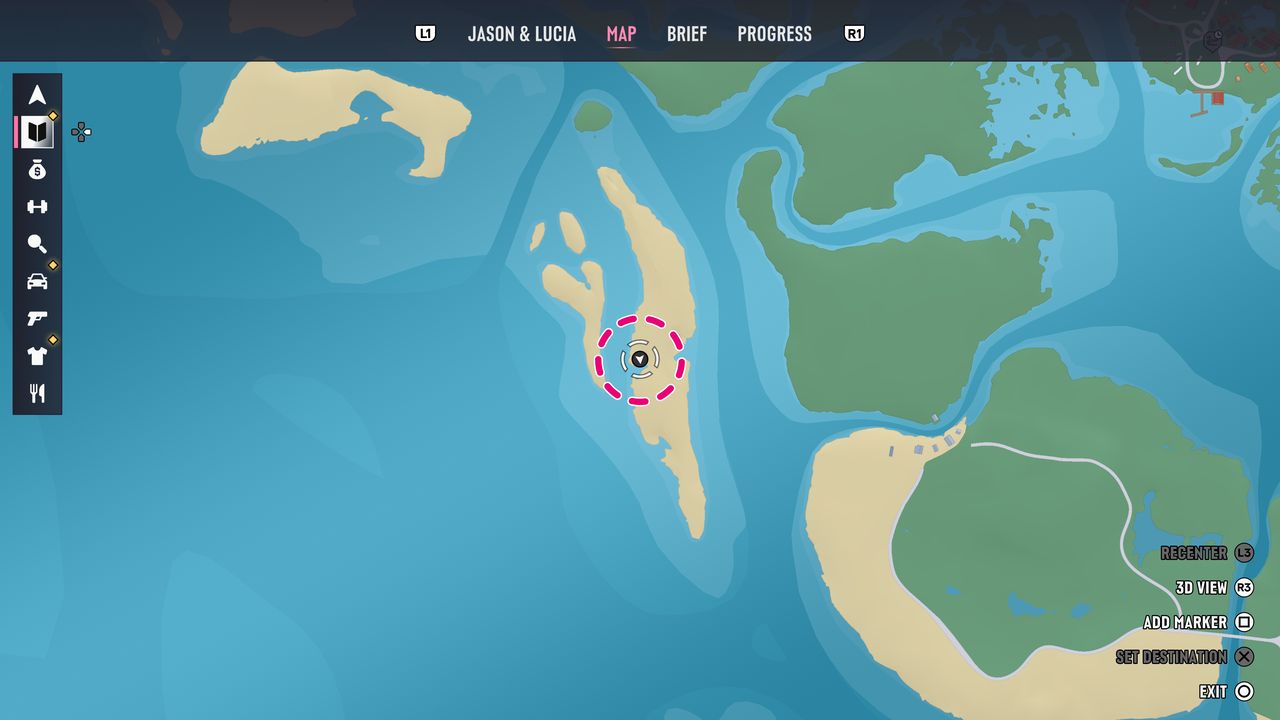 L1 JASON & LUCIA MAP BRIEF PROGRESS R1
RECENTER L3
3D VIEW R3
ADD MARKER
SET DESTINATION
EXIT